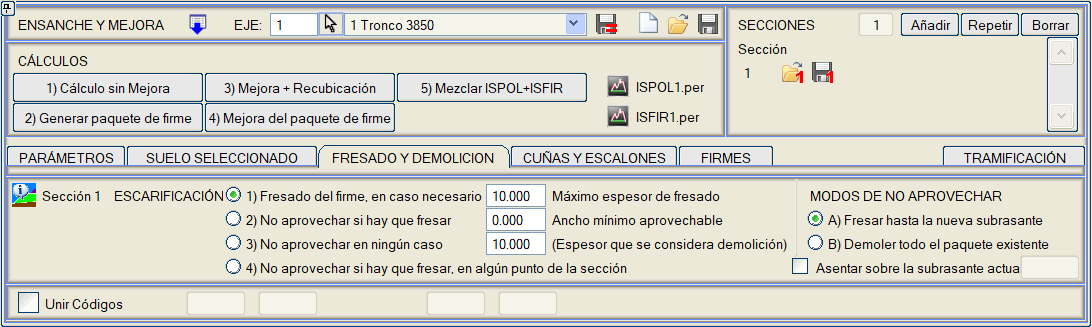 ENSANCHE Y MEJORA EJE: 1 1 Tronco 3850
SECCIONES 1 Añadir Repetir Borrar
Sección
1 1 1
CÁLCULOS
1) Cálculo sin Mejora 3) Mejora + Recubicación 5) Mezclar ISPOL+ISFIR ISPOL1.per
2) Generar paquete de firme 4) Mejora del paquete de firme ISFIR1.per
PARÁMETROS SUELO SELECCIONADO FRESADO Y DEMOLICION CUÑAS Y ESCALONES FIRMES TRAMIFICACIÓN
Sección 1 ESCARIFICACIÓN 1) Fresado del firme, en caso necesario 10.000 Máximo espesor de fresado
2) No aprovechar si hay que fresar 0.000 Ancho mínimo aprovechable
3) No aprovechar en ningún caso 10.000 (Espesor que se considera demolición)
4) No aprovechar si hay que fresar, en algún punto de la sección
MODOS DE NO APROVECHAR
A) Fresar hasta la nueva subrasante
B) Demoler todo el paquete existente
Asentar sobre la subrasante actua
Unir Códigos